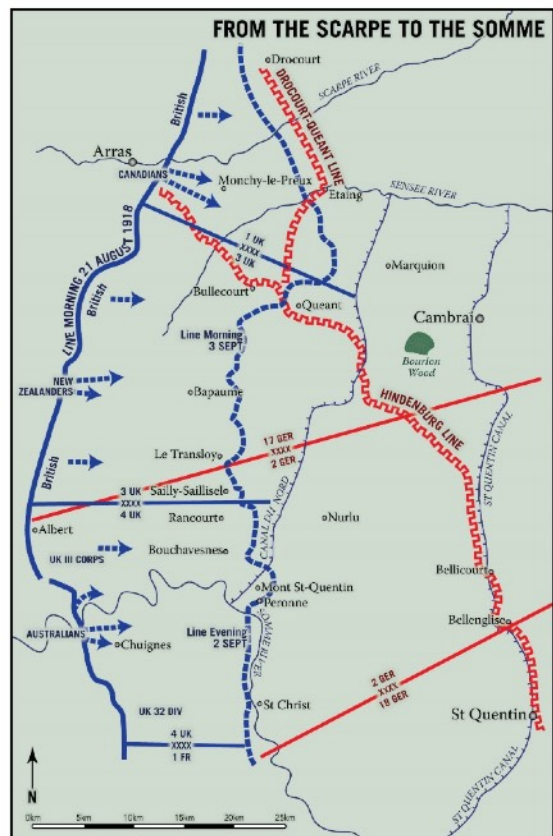 FROM THE SCARPE TO THE SOMME
Drocourt
SCARPE RIVER
DROCOURT-QUEANT LINE
British
Arras
CANADIANS
Monchy-le-Preux
Etaing
SENSEE RIVER
LINE MORNING 21 AUGUST 1918
1 UK
XXXX
3 UK
Marquion
British
Bullecourt
Queant
Cambrai
Line Morning
3 SEPT
Bourlon
Wood
NEW
ZEALANDERS
Bapaume
HINDENBURG LINE
17 GER
XXXX
2 GER
British
Le Transloy
ST QUENTIN CANAL
3 UK
XXXX
4 UK
Sailly-Saillisel
CANAL DU NORD
Albert
Rancourt
Nurlu
UK III CORPS
Bouchavesnes
Bellicourt
Mont St-Quentin
Peronne
AUSTRALIANS
Chuignes
Line Evening
2 SEPT
SOMME RIVER
Bellenglise
2 GER
XXXX
18 GER
UK 32 DIV
St Christ
St Quentin
4 UK
XXXX
1 FR
ST QUENTIN CANAL
N
0km
5km
10km
15km
20km
25km